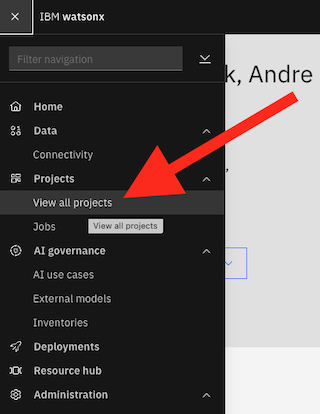 IBM watsonx
Filter navigation
k, Andre
Home
Data
Connectivity
Projects
View all projects
Jobs
View all projects
AI governance
AI use cases
External models
Inventories
Deployments
Resource hub
Administration